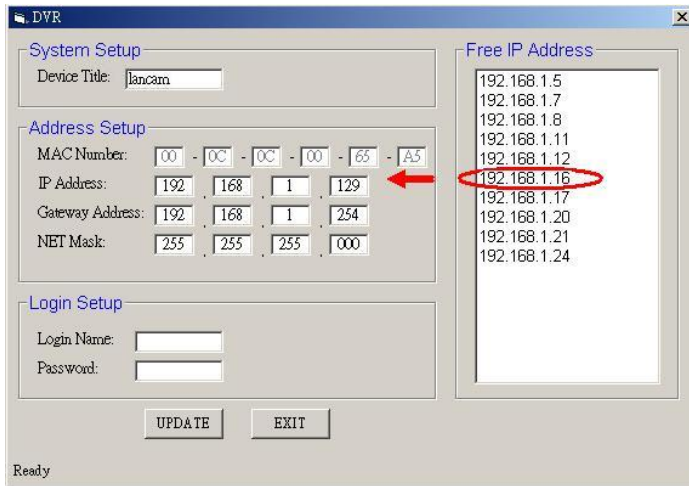 DVR
System Setup
Device Title: lancam
Address Setup
MAC Number: 00 - 0C - 0C - 00 - 65 - A5
IP Address: 192 . 168 . 1 . 129
Gateway Address: 192 . 168 . 1 . 254
NET Mask: 255 . 255 . 255 . 000
Login Setup
Login Name:
Password:
UPDATE EXIT
Ready
Free IP Address
192.168.1.5
192.168.1.7
192.168.1.8
192.168.1.11
192.168.1.12
192.168.1.16
192.168.1.17
192.168.1.20
192.168.1.21
192.168.1.24